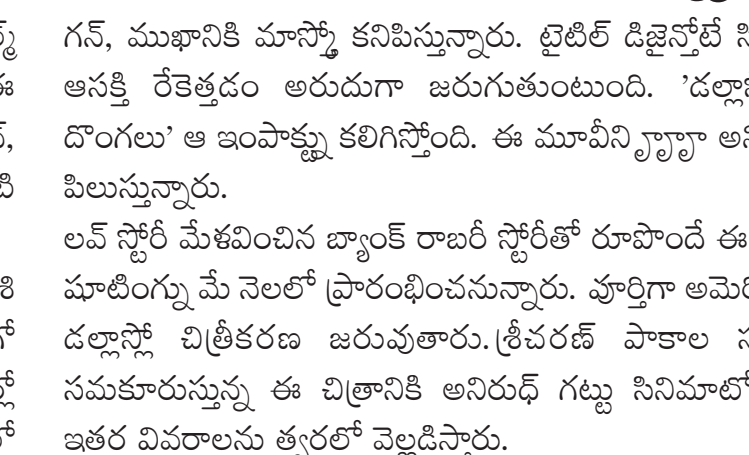 గన్, ముఖానికి మాస్క్తో కనిపిస్తున్నారు. టైటిల్ డిజైన్తోటే
ఆసక్తి రేకెత్తడం అరుదుగా జరుగుతుంటుంది. 'డల్లాస్
దొంగలు' ఆ ఇంపాక్ట్ను కలిగిస్తోంది. ఈ మూవీని
పిలుస్తున్నారు.
లవ్ స్టోరీ మేళవించిన బ్యాంక్ రాబరీ స్టోరీతో రూపొందే ఈ
షూటింగ్ను మే నెలలో ప్రారంభించనున్నారు. పూర్తిగా
డల్లాస్లో చిత్రీకరణ జరువుతారు.శ్రీచరణ్ పాకాల
సమకూరుస్తున్న ఈ చిత్రానికి అనిరుధ్ గట్టు
ఇతర వివరాలను త్వరలో వెల్లడిస్తారు.